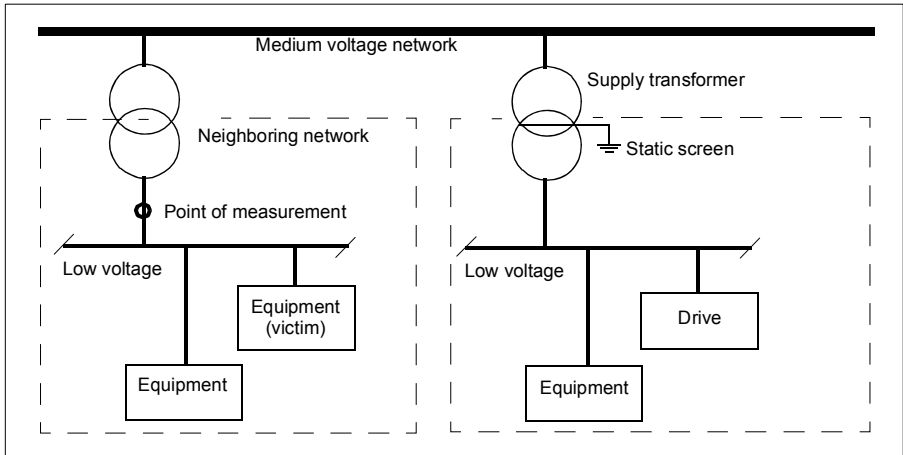 Medium voltage network
Supply transformer
Neighboring network
Static screen
Point of measurement
Low voltage
Low voltage
Equipment
(victim)
Drive
Equipment
Equipment